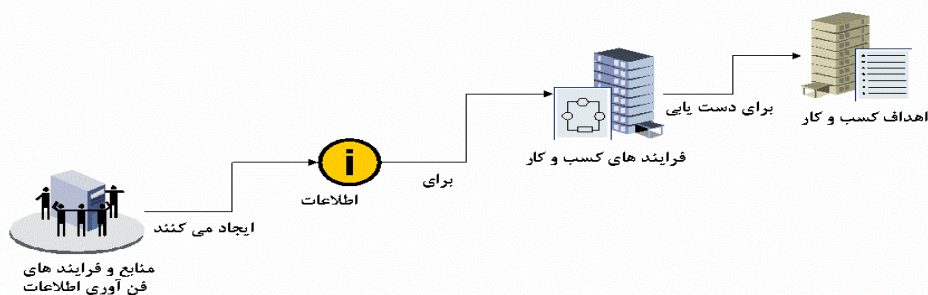 منابع و فرایند های
فن آوری اطلاعات
ایجاد می کنند
i
اطلاعات
برای
فرایند های کسب و کار
برای دست یابی
اهداف کسب و کار